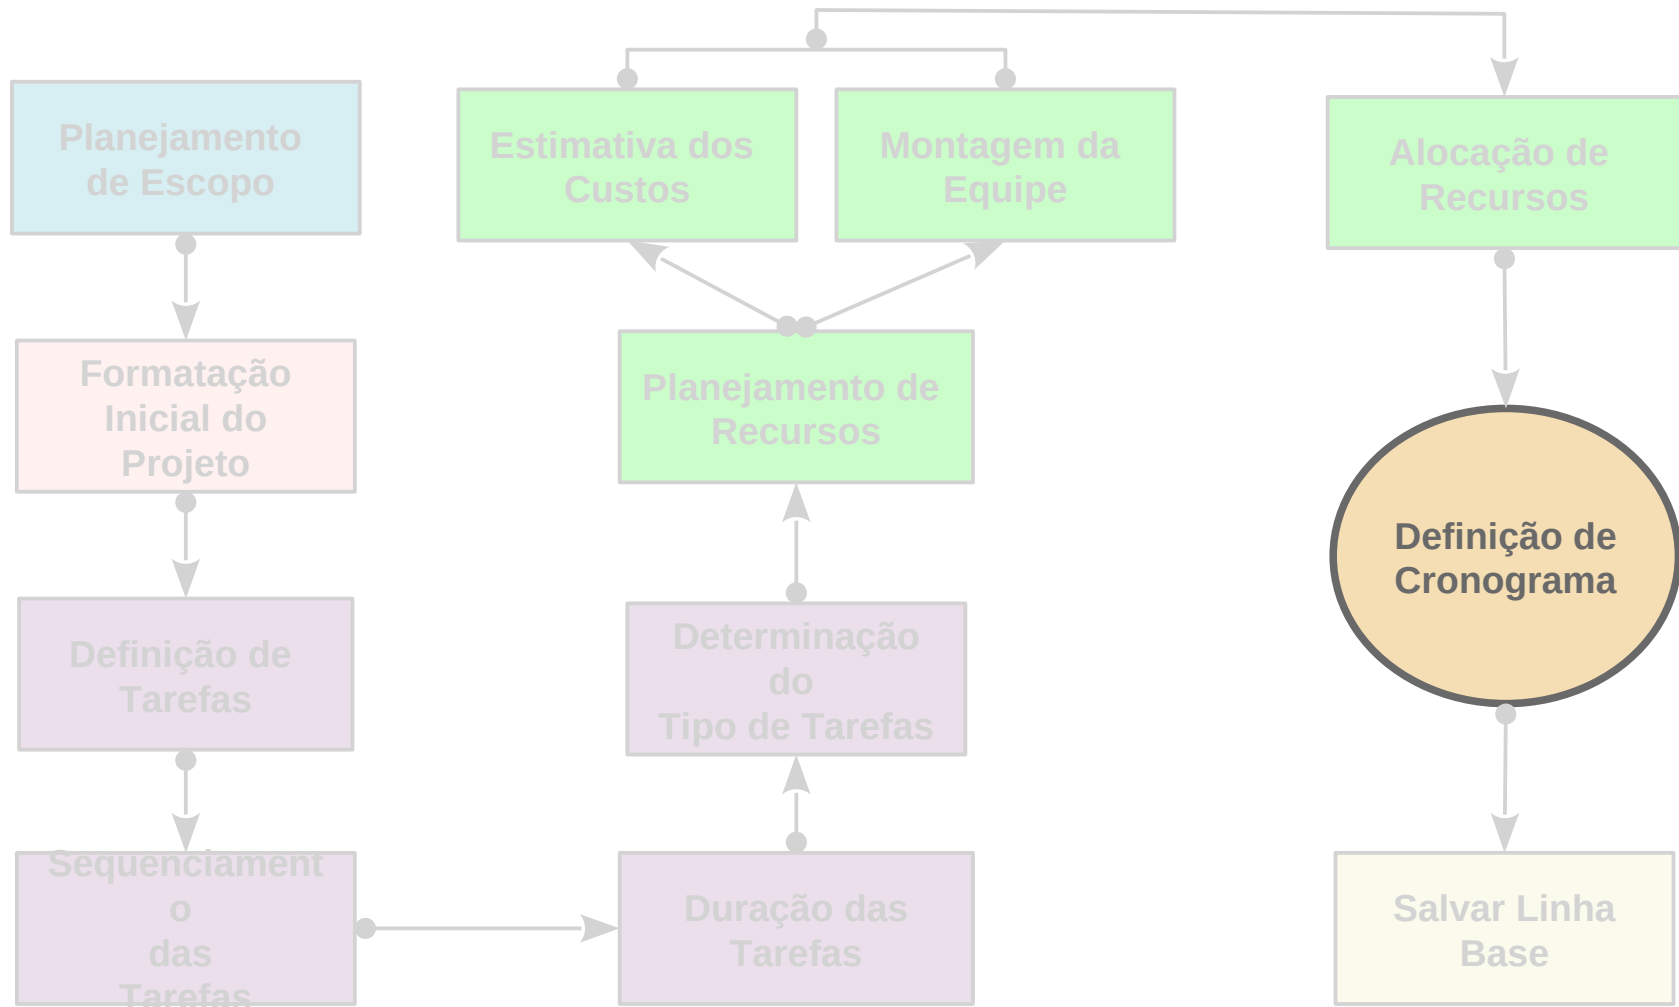 Planejamento
de Escopo
Estimativa dos
Custos
Montagem da
Equipe
Alocação de
Recursos
Formatação
Inicial do
Projeto
Planejamento de
Recursos
Definição de
Cronograma
Definição de
Tarefas
Determinação
do
Tipo de Tarefas
Sequenciament
o
das
Tarefas
Duração das
Tarefas
Salvar Linha
Base